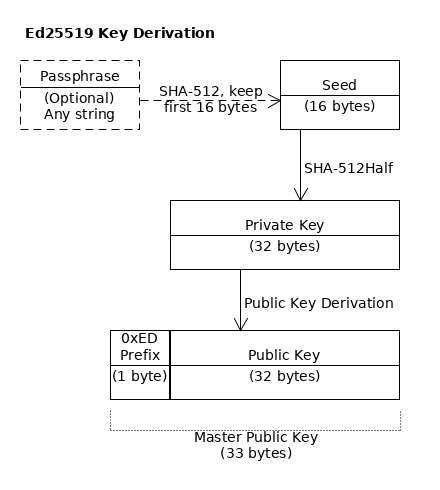 Ed25519 Key Derivation
Passphrase
(Optional)
Any string
SHA-512, keep
first 16 bytes
Seed
(16 bytes)
SHA-512Half
Private Key
(32 bytes)
Public Key Derivation
0xED
Prefix
(1 byte)
Public Key
(32 bytes)
Master Public Key
(33 bytes)